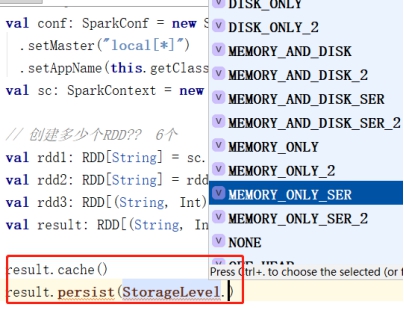 val conf: SparkConf = new S
.setMaster("local[*]")
.setAppName(this.getClass
val sc: SparkContext = new
// 创建多少个RDD?? 6个
val rdd1: RDD[String] = sc.
val rdd2: RDD[String] = rdd
val rdd3: RDD[(String, Int)
val result: RDD[(String, In
result.cache()
result.persist(StorageLevel.)
DISK_ONLY
DISK_ONLY_2
MEMORY_AND_DISK
MEMORY_AND_DISK_2
MEMORY_AND_DISK_SER
MEMORY_AND_DISK_SER_2
MEMORY_ONLY
MEMORY_ONLY_2
MEMORY_ONLY_SER
MEMORY_ONLY_SER_2
NONE
Press Ctrl+. to choose the selected (or f